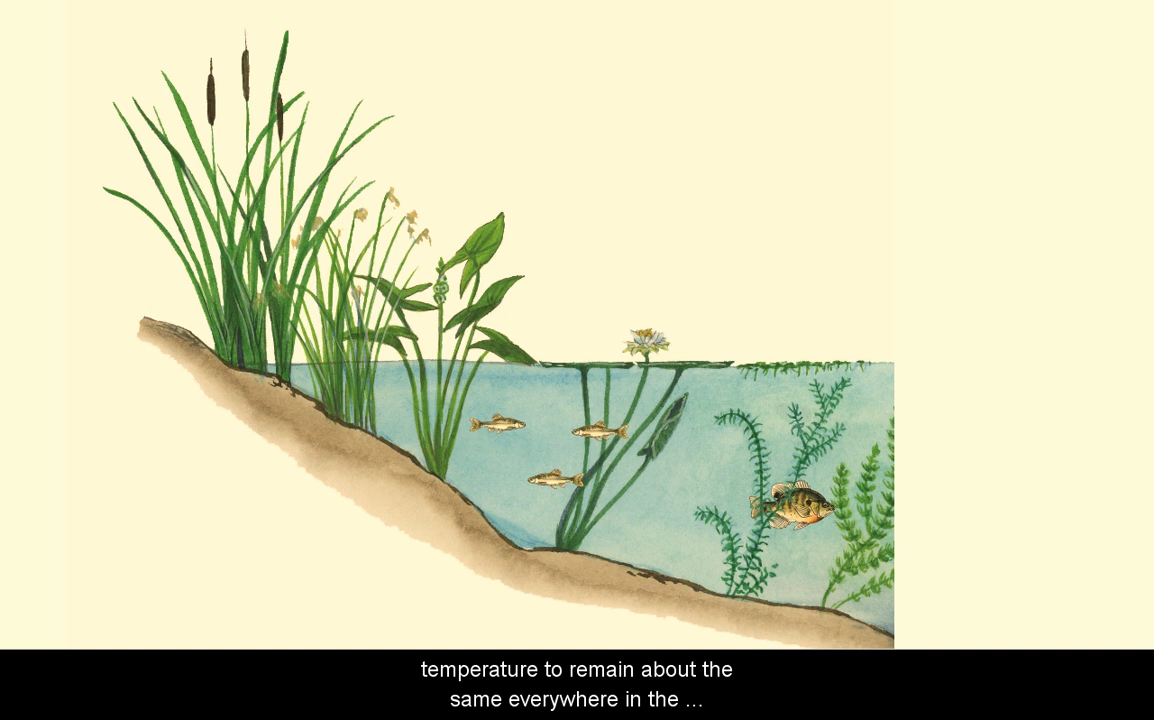 temperature to remain about the
same everywhere in the ...